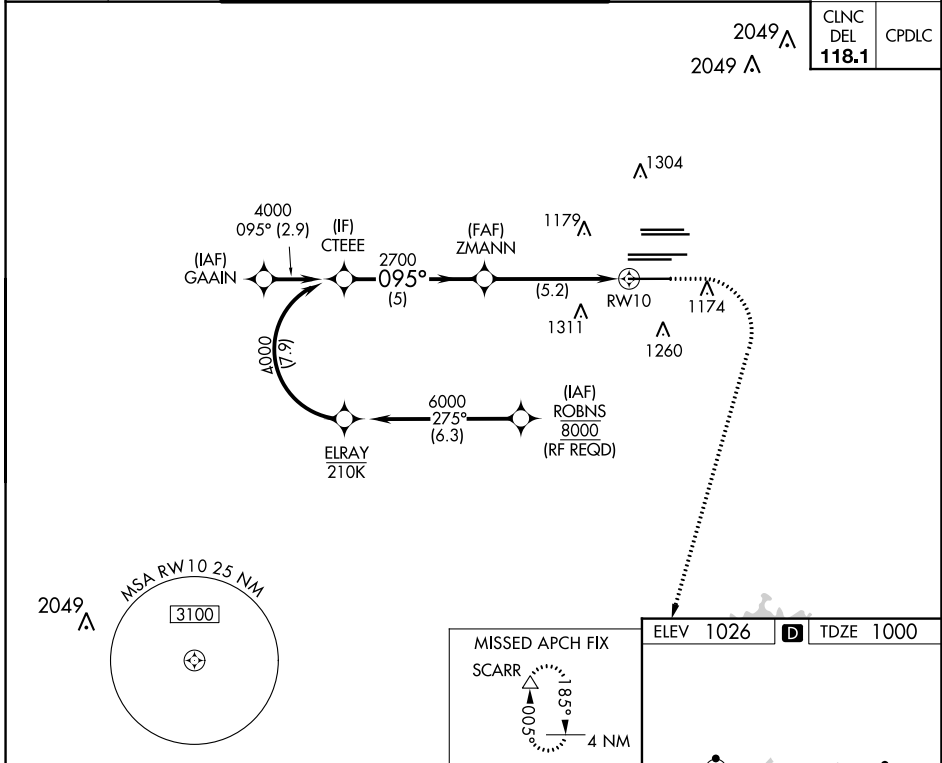 CLNC
DEL
118.1
CPDLC
2049
2049
1304
4000
095° (2.9)
(IF)
CTEEE
1179
(FAF)
ZMANN
(IAF)
GAAIN
2700
095°
(5)
(5.2)
RW10
1174
1311
1260
4000
(7.9)
6000
275°
(6.3)
(IAF)
ROBNS
8000
(RF REQD)
ELRAY
210K
MSA RW10 25 NM
3100
2049
MISSED APCH FIX
SCARR
185°
005°
4 NM
ELEV 1026 D TDZE 1000